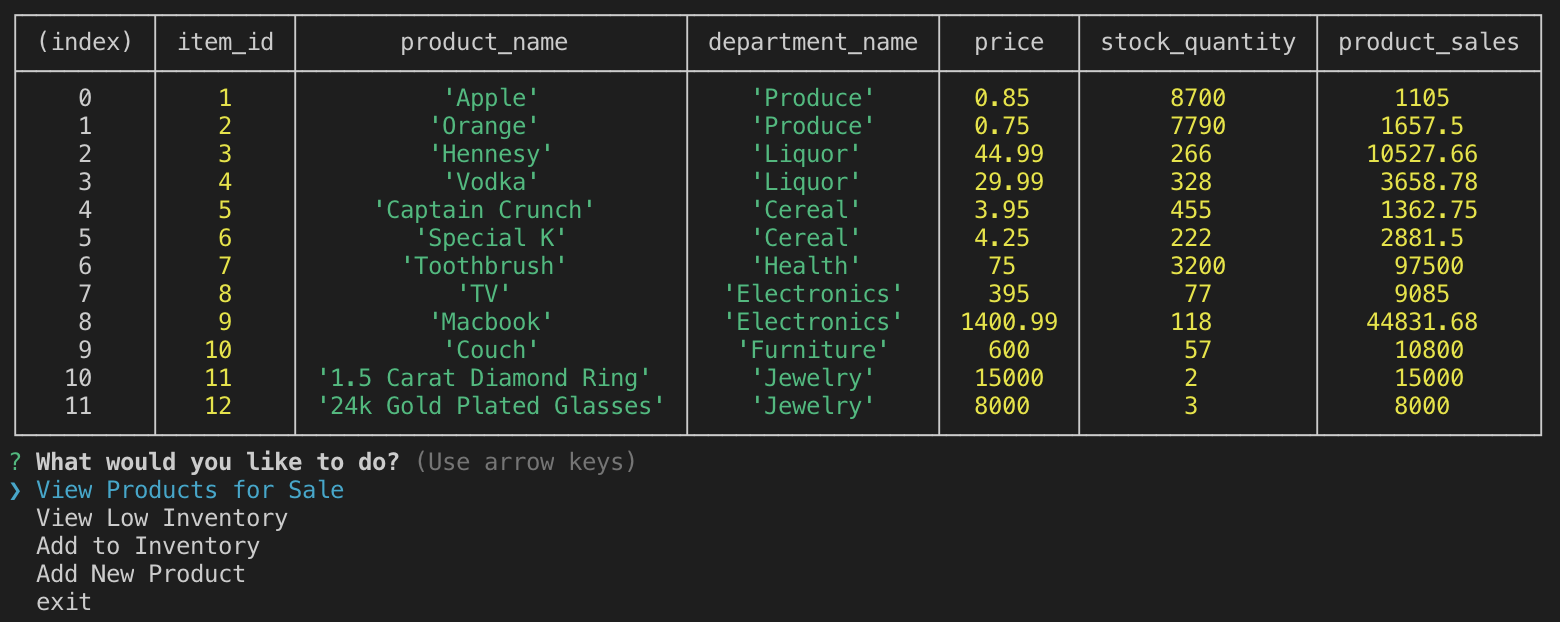 (index) item_id product_name department_name price stock_quantity product_sales
0 1 'Apple' 'Produce' 0.85 8700 1105
1 2 'Orange' 'Produce' 0.75 7790 1657.5
2 3 'Hennesy' 'Liquor' 44.99 266 10527.66
3 4 'Vodka' 'Liquor' 29.99 328 3658.78
4 5 'Captain Crunch' 'Cereal' 3.95 455 1362.75
5 6 'Special K' 'Cereal' 4.25 222 2881.5
6 7 'Toothbrush' 'Health' 75 3200 97500
7 8 'TV' 'Electronics' 395 77 9085
8 9 'Macbook' 'Electronics' 1400.99 118 44831.68
9 10 'Couch' 'Furniture' 600 57 10800
10 11 '1.5 Carat Diamond Ring' 'Jewelry' 15000 2 15000
11 12 '24k Gold Plated Glasses' 'Jewelry' 8000 3 8000
? What would you like to do? (Use arrow keys)
❯ View Products for Sale
View Low Inventory
Add to Inventory
Add New Product
exit